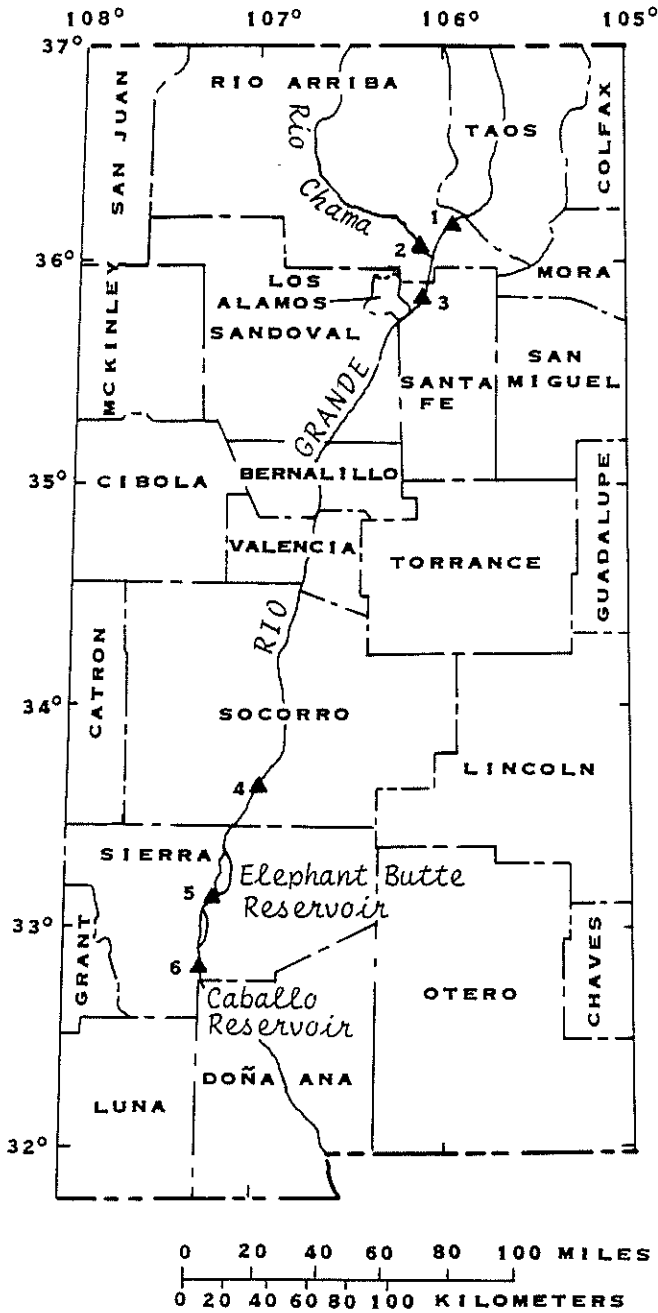 108° 107° 106° 105°
37°
RIO ARRIBA
SAN JUAN
Rio
Chama
TAOS
COLFAX
1
2
36°
MORA
LOS
ALAMOS
3
SANDOVAL
MCKINLEY
SAN
MIGUEL
SANTA
FE
GRANDE
35°
CIBOLA
BERNALILLO
GUADALUPE
VALENCIA
TORRANCE
RIO
CATRON
34°
SOCORRO
LINCOLN
4
SIERRA
Elephant Butte
Reservoir
5
33°
GRANT
6
OTERO
CHAVES
Caballo
Reservoir
DOÑA ANA
LUNA
32°
0 20 40 60 80 100 MILES
0 20 40 60 80 100 KILOMETERS